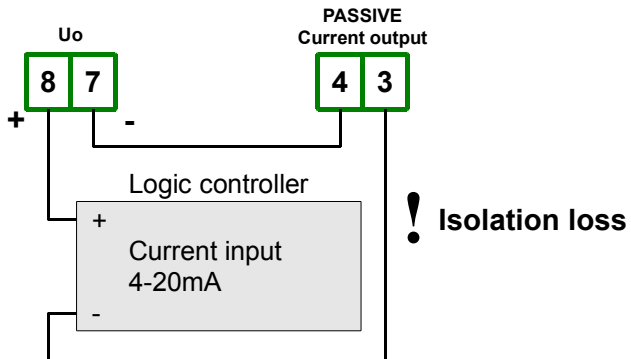 Uo
PASSIVE
Current output
8 7
4 3
+ -
Logic controller
+
Current input
4-20mA
-
! Isolation loss